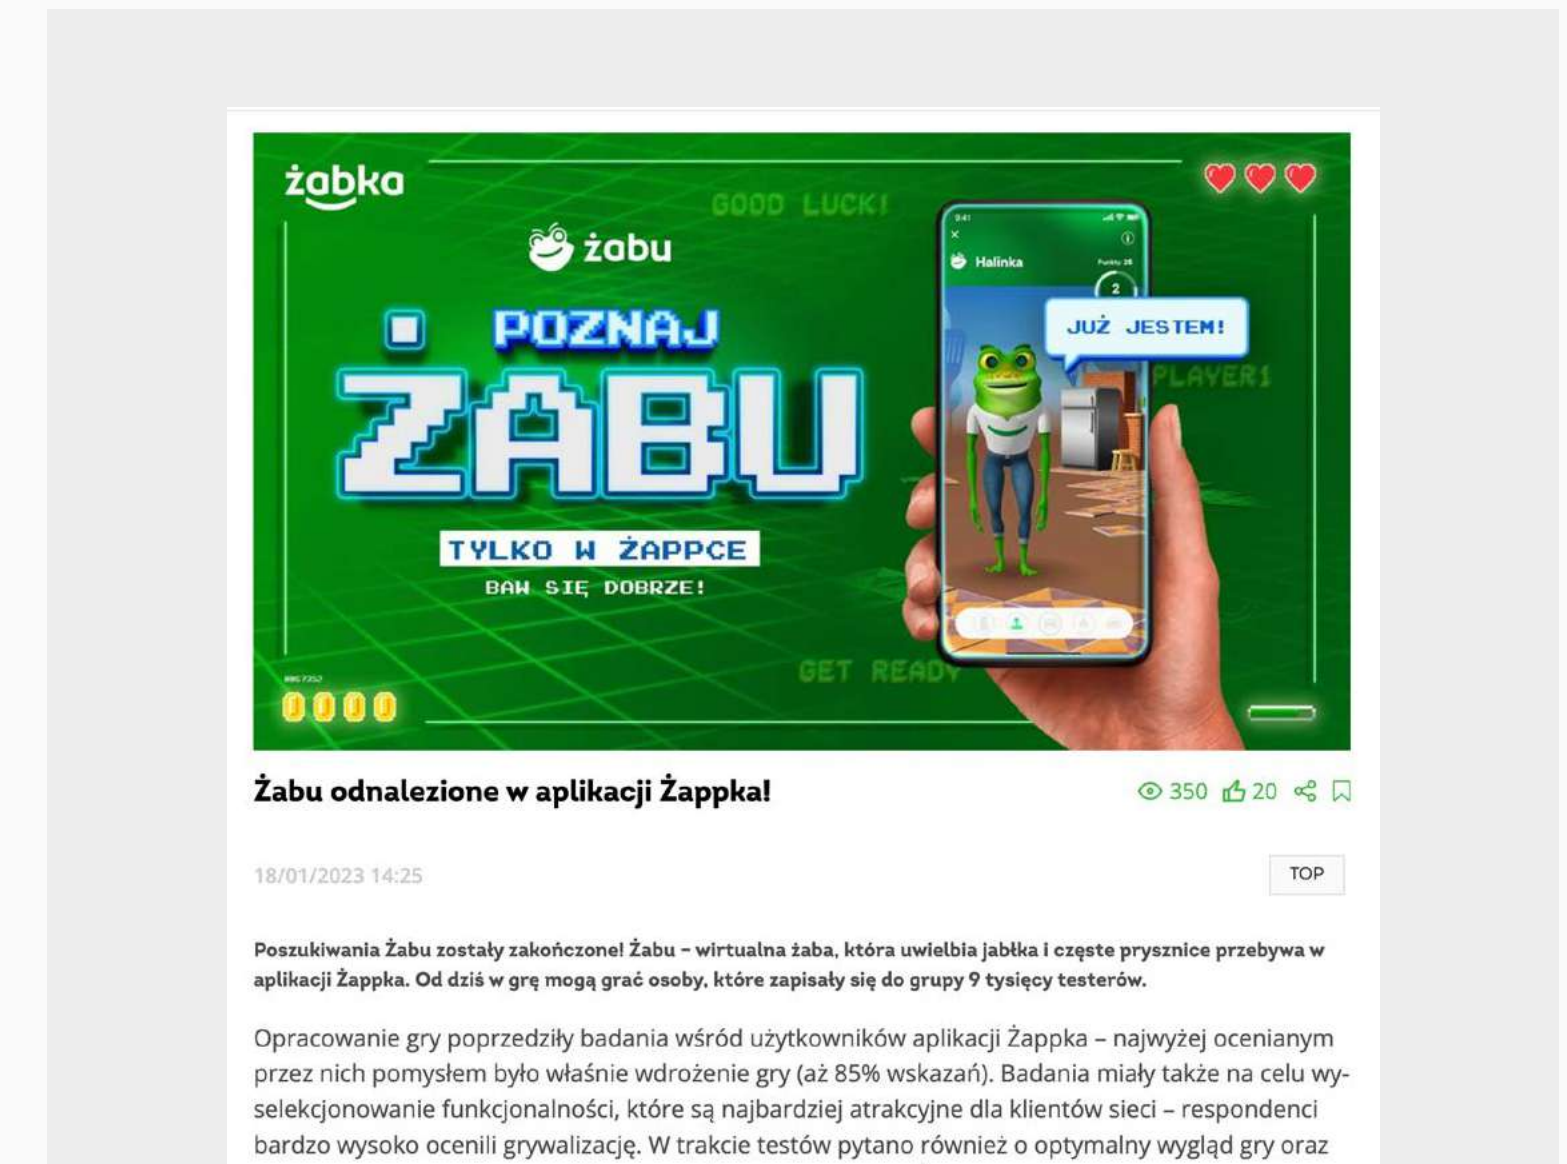 żabka
GOOD LUCK!
żabu
9:41
Halinka
Punkty: 26
2
POZNAJ
JUŻ JESTEM!
ŻABU
PLAYER1
TYLKO W ŻAPPCE
BAW SIĘ DOBRZE!
GET READY
Żabu odnalezione w aplikacji Żappka!
350 20
18/01/2023 14:25
TOP
Poszukiwania Żabu zostały zakończone! Żabu – wirtualna żaba, która uwielbia jabłka i częste prysznice przebywa w
aplikacji Żappka. Od dziś w grę mogą grać osoby, które zapisały się do grupy 9 tysięcy testerów.
Opracowanie gry poprzedziły badania wśród użytkowników aplikacji Żappka – najwyżej ocenianym
przez nich pomysłem było właśnie wdrożenie gry (aż 85% wskazań). Badania miały także na celu wy-
selekcjonowanie funkcjonalności, które są najbardziej atrakcyjne dla klientów sieci – respondenci
bardzo wysoko ocenili grywalizację. W trakcie testów pytano również o optymalny wygląd gry oraz